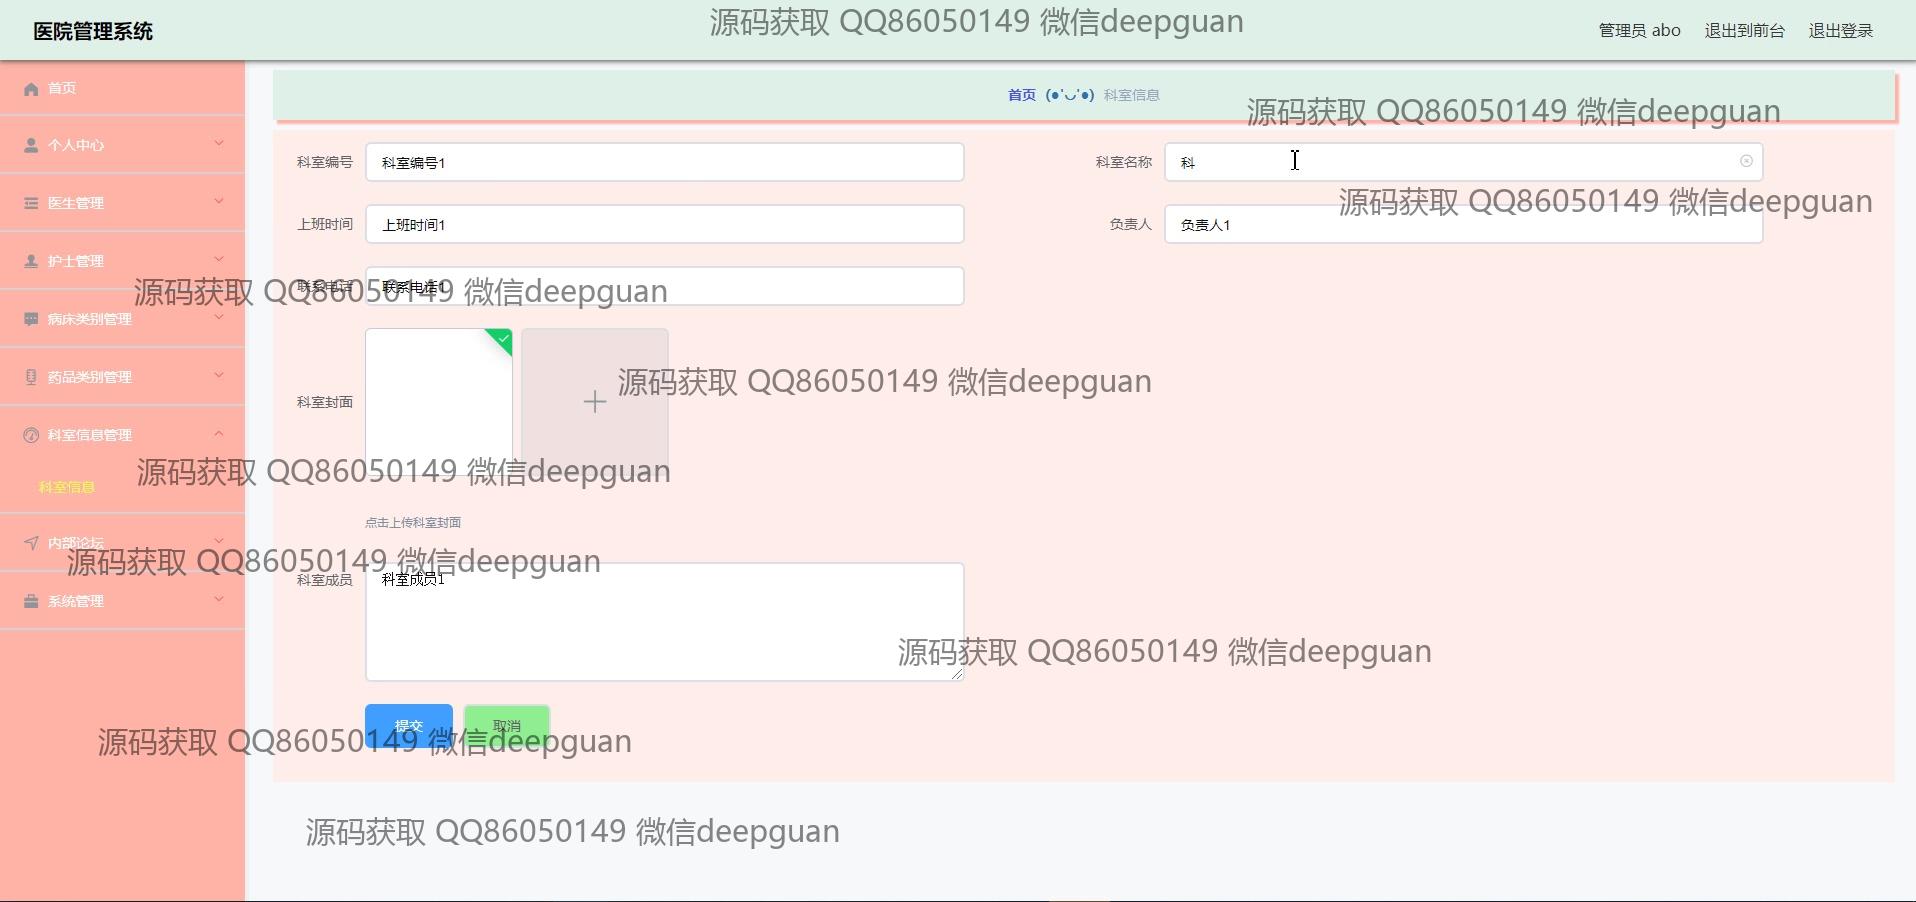 医院管理系统
源码获取 QQ86050149 微信deepguan
管理员 abo 退出到前台 退出登录
首页
首页 (●'◡'●) 科室信息
源码获取 QQ86050149 微信deepguan
个人中心
科室编号 科室编号1
科室名称 科
医生管理
源码获取 QQ86050149 微信deepguan
上班时间 上班时间1
负责人 负责人1
护士管理
联系电话 联系电话1
源码获取 QQ86050149 微信deepguan
病床类别管理
药品类别管理
源码获取 QQ86050149 微信deepguan
科室封面
科室信息管理
源码获取 QQ86050149 微信deepguan
科室信息
点击上传科室封面
内部论坛
源码获取 QQ86050149 微信deepguan
科室成员 科室成员1
系统管理
源码获取 QQ86050149 微信deepguan
提交 取消
源码获取 QQ86050149 微信deepguan
源码获取 QQ86050149 微信deepguan